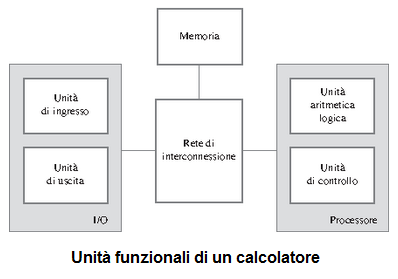 Memoria
Unità
di ingresso
Unità
di uscita
I/O
Rete di
interconnessione
Unità
aritmetica
logica
Unità
di controllo
Processore
Unità funzionali di un calcolatore